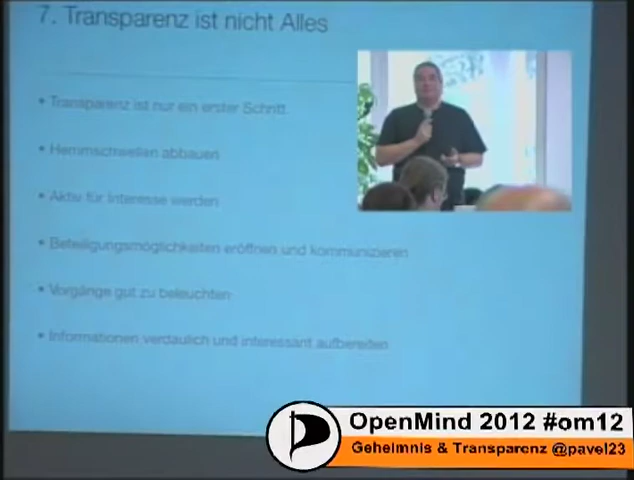 7. Transparenz ist nicht Alles
• Transparenz ist nur ein erster Schritt
• Hemmschwellen abbauen
• Aktiv für Interesse werden
• Beteiligungsmöglichkeiten eröffnen und kommunizieren
• Vorgänge gut zu beleuchten
• Informationen verdaulich und interessant aufbereiten
OpenMind 2012 #om12
Geheimnis & Transparenz @pavel23